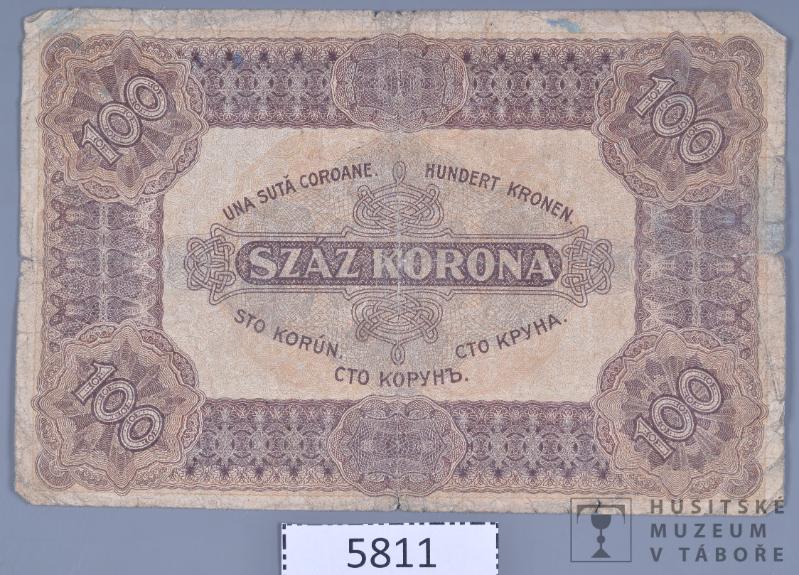 100
100
UNA SUTĂ COROANE.
HUNDERT KRONEN.
SZÁZ KORONA
STO KORÚN.
СТО КРУНА.
СТО КОРУНЪ.
100
100
5811
HUSITSKÉ
MUZEUM
V TÁBOŘE